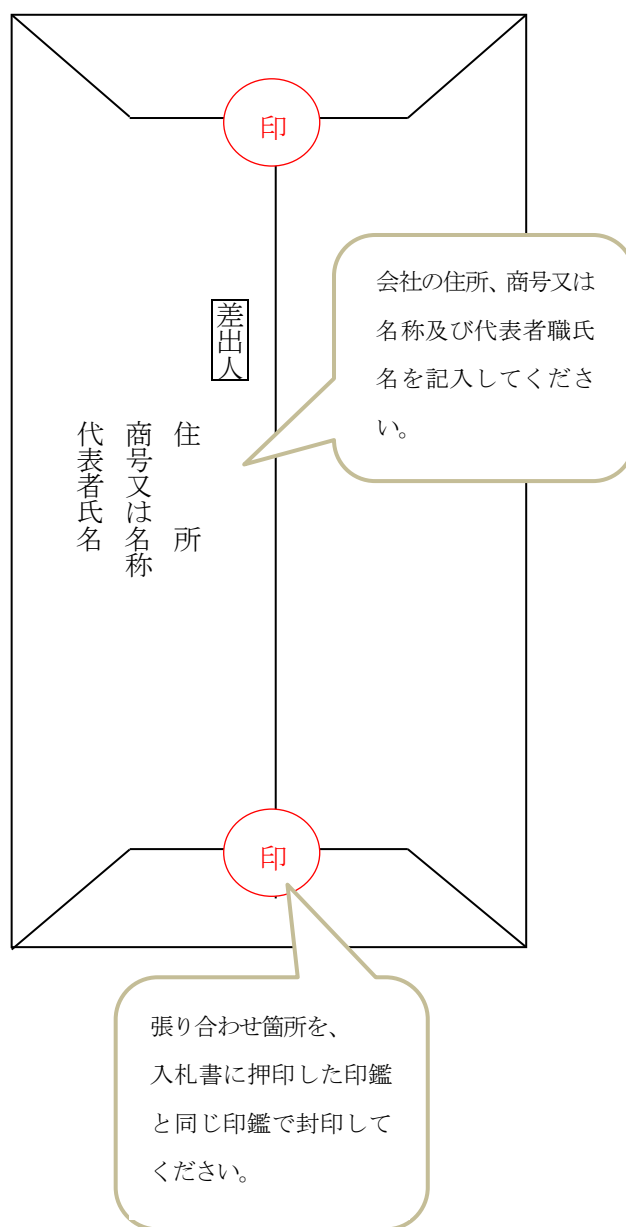 印
会社の住所、商号又は
名称及び代表者職氏
名を記入してくださ
い。
差出人
住所
商号又は名称
代表者氏名
印
張り合わせ箇所を、
入札書に押印した印鑑
と同じ印鑑で封印して
ください。